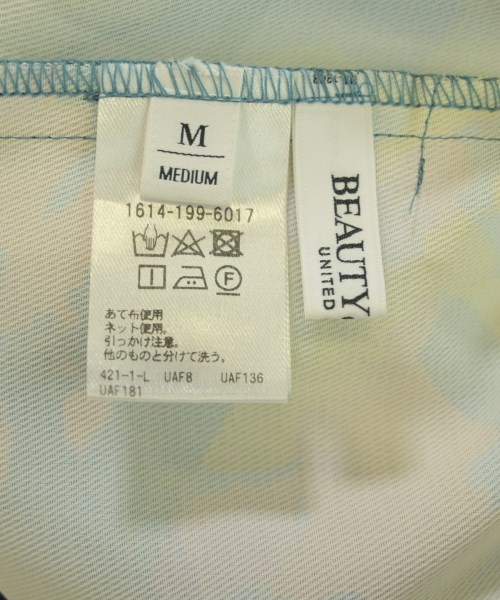 M
MEDIUM
1614-199-6017
F
あて布使用
ネット使用。
引っかけ注意。
他のものと分けて洗う。
421-1-L UAF8 UAF136
UAF181
BEAUTY
UNITED